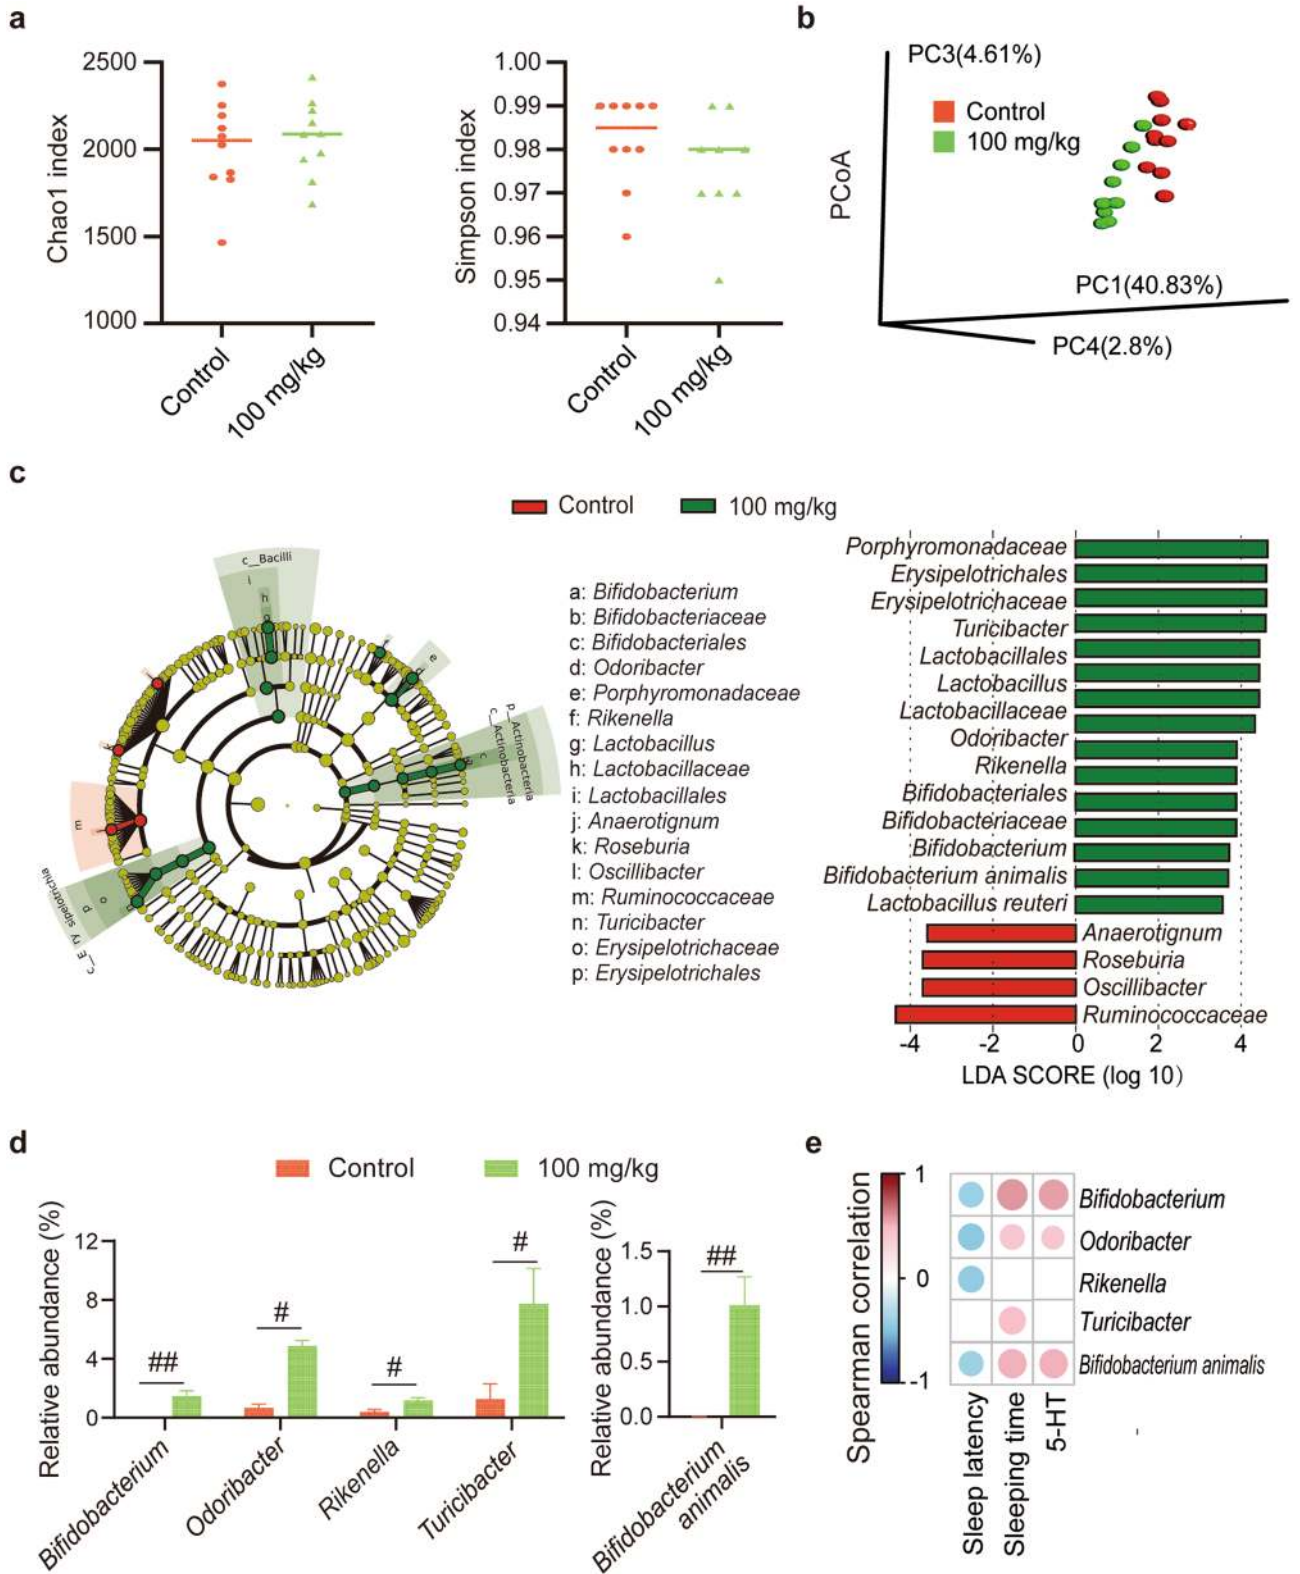 a
Chao1 index
2500
2000
1500
1000
Control
100 mg/kg
Simpson index
1.00
0.99
0.98
0.97
0.96
0.95
0.94
Control
100 mg/kg
b
PC3(4.61%)
Control
100 mg/kg
PCoA
PC1(40.83%)
PC4(2.8%)
c
Control
100 mg/kg
c__Bacilli
i
h
e
p__Actinobacteria
c__Actinobacteria
c
m
p
o
c__E ry sipelotrichia
a: Bifidobacterium
b: Bifidobacteriaceae
c: Bifidobacteriales
d: Odoribacter
e: Porphyromonadaceae
f: Rikenella
g: Lactobacillus
h: Lactobacillaceae
i: Lactobacillales
j: Anaerotignum
k: Roseburia
l: Oscillibacter
m: Ruminococcaceae
n: Turicibacter
o: Erysipelotrichaceae
p: Erysipelotrichales
Porphyromonadaceae
Erysipelotrichales
Erysipelotrichaceae
Turicibacter
Lactobacillales
Lactobacillus
Lactobacillaceae
Odoribacter
Rikenella
Bifidobacteriales
Bifidobacteriaceae
Bifidobacterium
Bifidobacterium animalis
Lactobacillus reuteri
Anaerotignum
Roseburia
Oscillibacter
Ruminococcaceae
-4 -2 0 2 4
LDA SCORE (log 10)
d
Control
100 mg/kg
Relative abundance (%)
12
8
4
0
##
#
#
#
Bifidobacterium
Odoribacter
Rikenella
Turicibacter
Relative abundance (%)
1.5
1.0
0.5
0.0
##
Bifidobacterium
animalis
e
Spearman correlation
1
0
-1
Bifidobacterium
Odoribacter
Rikenella
Turicibacter
Bifidobacterium animalis
Sleep latency
Sleeping time
5-HT